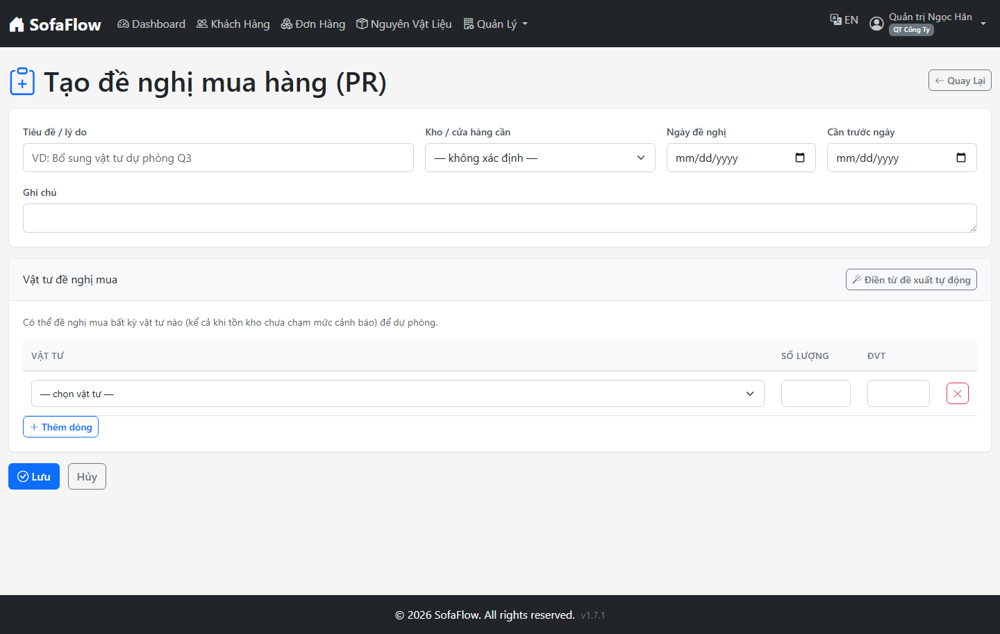 SofaFlow Dashboard Khách Hàng Đơn Hàng Nguyên Vật Liệu Quản Lý EN Quản trị Ngọc Hân
QT Công Ty
Tạo đề nghị mua hàng (PR)
Quay Lại
Tiêu đề / lý do Kho / cửa hàng cần Ngày đề nghị Cần trước ngày
VD: Bổ sung vật tư dự phòng Q3 — không xác định — mm/dd/yyyy mm/dd/yyyy
Ghi chú
Vật tư đề nghị mua Điền từ đề xuất tự động
Có thể đề nghị mua bất kỳ vật tư nào (kể cả khi tồn kho chưa chạm mức cảnh báo) để dự phòng.
VẬT TƯ SỐ LƯỢNG ĐVT
— chọn vật tư —
+ Thêm dòng
Lưu Hủy
© 2026 SofaFlow. All rights reserved. v1.7.1